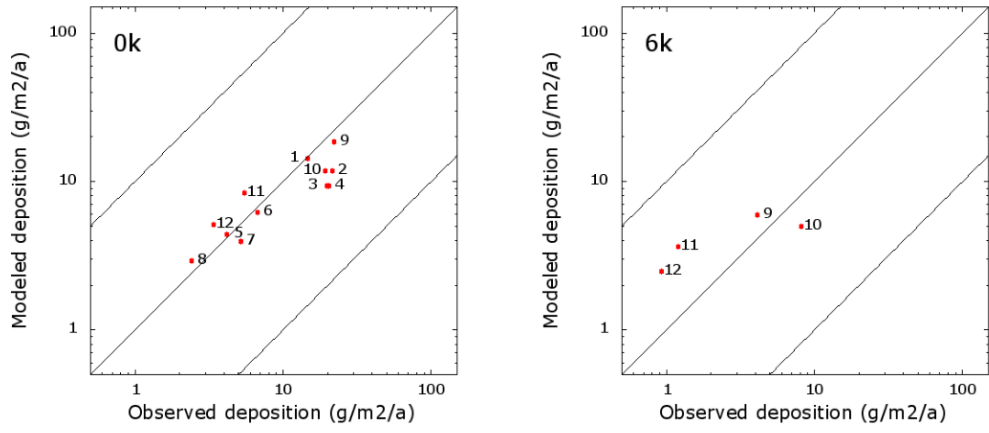 0k
Modeled deposition (g/m2/a)
100
10
1
9
1
10 2
3 4
11
6
12
5
7
8
1 10 100
Observed deposition (g/m2/a)
6k
Modeled deposition (g/m2/a)
100
10
1
9
10
11
12
1 10 100
Observed deposition (g/m2/a)